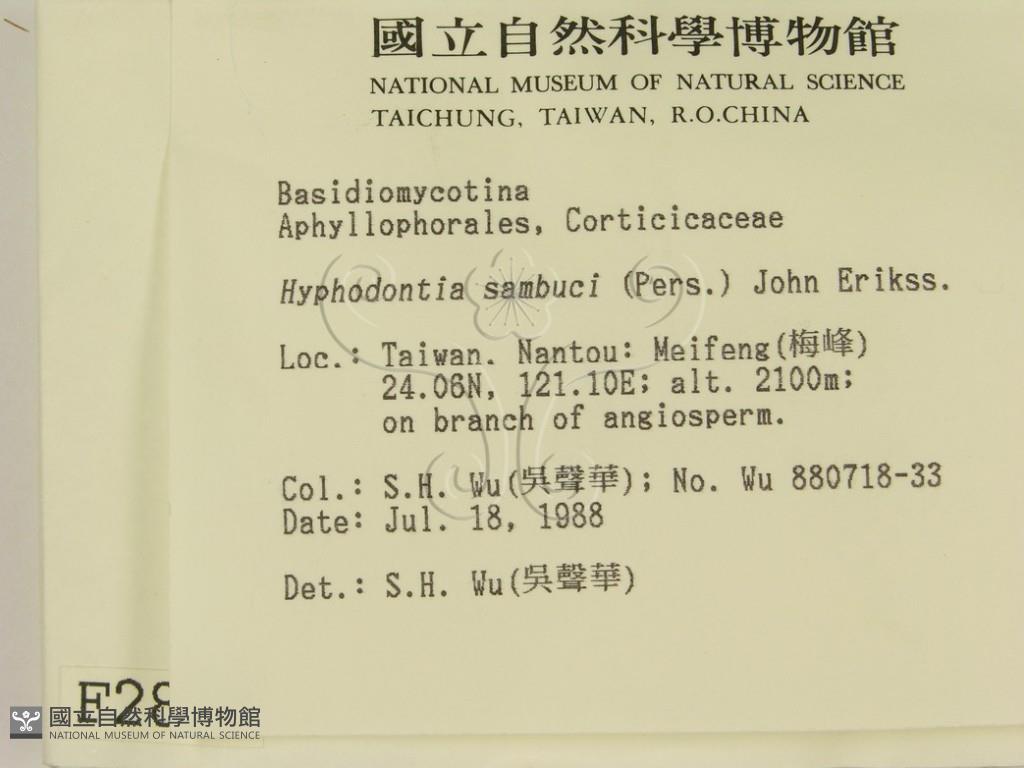 國立自然科學博物館
NATIONAL MUSEUM OF NATURAL SCIENCE
TAICHUNG, TAIWAN, R.O.CHINA
Basidiomycotina
Aphyllophorales, Corticicaceae
Hyphodontia sambuci (Pers.) John Erikss.
Loc.: Taiwan. Nantou: Meifeng(梅峰)
24.06N, 121.10E; alt. 2100m;
on branch of angiosperm.
Col.: S.H. Wu(吳聲華); No. Wu 880718-33
Date: Jul. 18, 1988
Det.: S.H. Wu(吳聲華)
F28
國立自然科學博物館
NATIONAL MUSEUM OF NATURAL SCIENCE